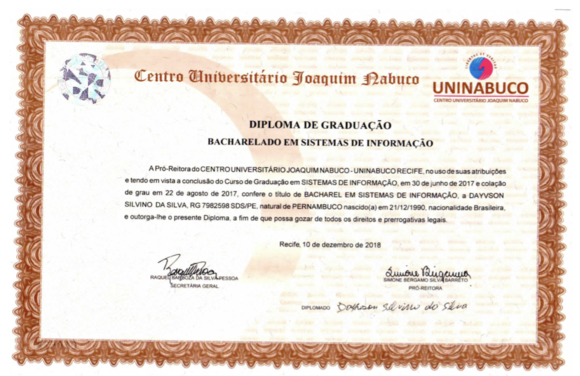 Centro Universitário Joaquim Nabuco
UNINABUCO
CENTRO UNIVERSITÁRIO JOAQUIM NABUCO
DIPLOMA DE GRADUAÇÃO
BACHARELADO EM SISTEMAS DE INFORMAÇÃO
A Pró-Reitora do CENTRO UNIVERSITÁRIO JOAQUIM NABUCO - UNINABUCO RECIFE, no uso de suas atribuições
e tendo em vista a conclusão do Curso de Graduação em SISTEMAS DE INFORMAÇÃO, em 30 de junho de 2017 e colação
de grau em 22 de agosto de 2017, confere o título de BACHAREL EM SISTEMAS DE INFORMAÇÃO, a DAYVSON
SILVINO DA SILVA, RG 7982598 SDS/PE, natural de PERNAMBUCO nascido(a) em 21/12/1990, nacionalidade Brasileira,
e outorga-lhe o presente Diploma, a fim de que possa gozar de todos os direitos e prerrogativas legais.
Recife, 10 de dezembro de 2018
RAQUEL BARBOZA DA SILVA PESSOA
SECRETÁRIA GERAL
Simone Bergamo
SIMONE BERGAMO SILVA BARRETO
PRÓ-REITORA
DIPLOMADO Dayvson Silvino da Silva